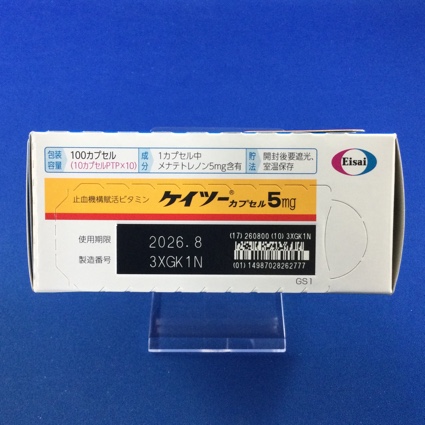 包装容量
100カプセル
(10カプセルPTP×10)
成分
1カプセル中
メナテトレノン5mg含有
貯法
開封後要遮光、
室温保存
Eisai
止血機構賦活ビタミン
ケイツー®カプセル5mg
使用期限
2026.8
製造番号
3XGK1N
(17) 260800 (10) 3XGK1N
(01) 14987028262777
GS1